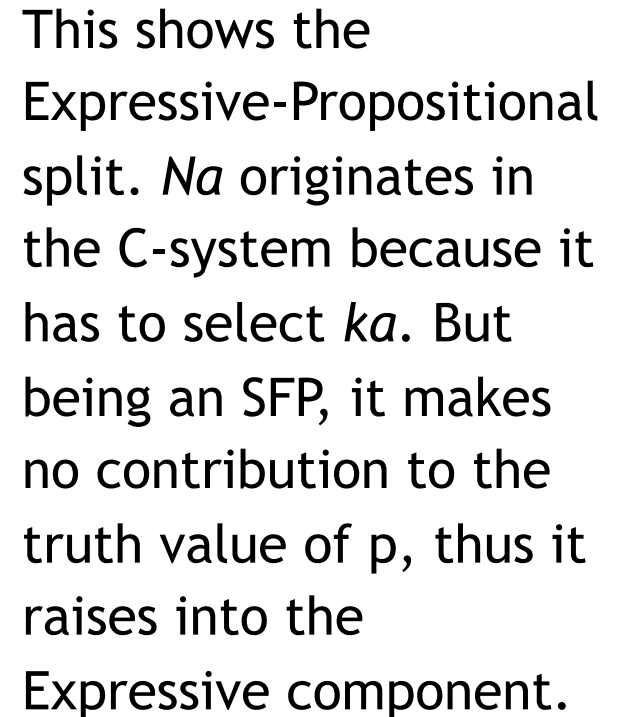 This shows the
Expressive-Propositional
split. Na originates in
the C-system because it
has to select ka. But
being an SFP, it makes
no contribution to the
truth value of p, thus it
raises into the
Expressive component.